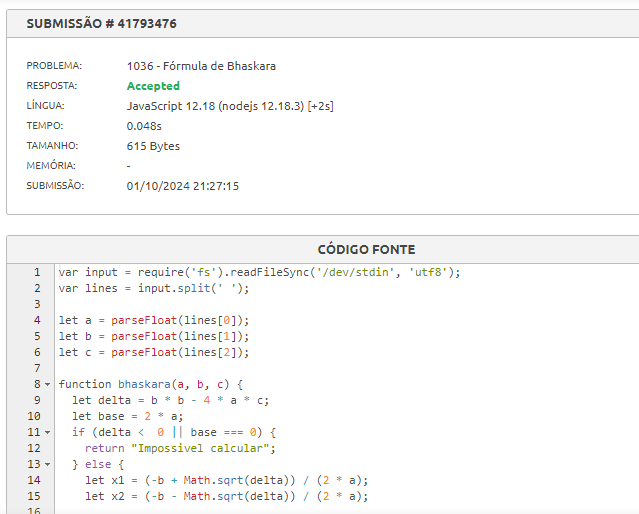 SUBMISSÃO # 41793476
PROBLEMA: 1036 - Fórmula de Bhaskara
RESPOSTA: Accepted
LÍNGUA: JavaScript 12.18 (nodejs 12.18.3) [+2s]
TEMPO: 0.048s
TAMANHO: 615 Bytes
MEMÓRIA: -
SUBMISSÃO: 01/10/2024 21:27:15
CÓDIGO FONTE
1 var input = require('fs').readFileSync('/dev/stdin', 'utf8');
2 var lines = input.split(' ');
3
4 let a = parseFloat(lines[0]);
5 let b = parseFloat(lines[1]);
6 let c = parseFloat(lines[2]);
7
8 function bhaskara(a, b, c) {
9 let delta = b * b - 4 * a * c;
10 let base = 2 * a;
11 if (delta <  0 || base === 0) {
12 return "Impossivel calcular";
13 } else {
14 let x1 = (-b + Math.sqrt(delta)) / (2 * a);
15 let x2 = (-b - Math.sqrt(delta)) / (2 * a);
16